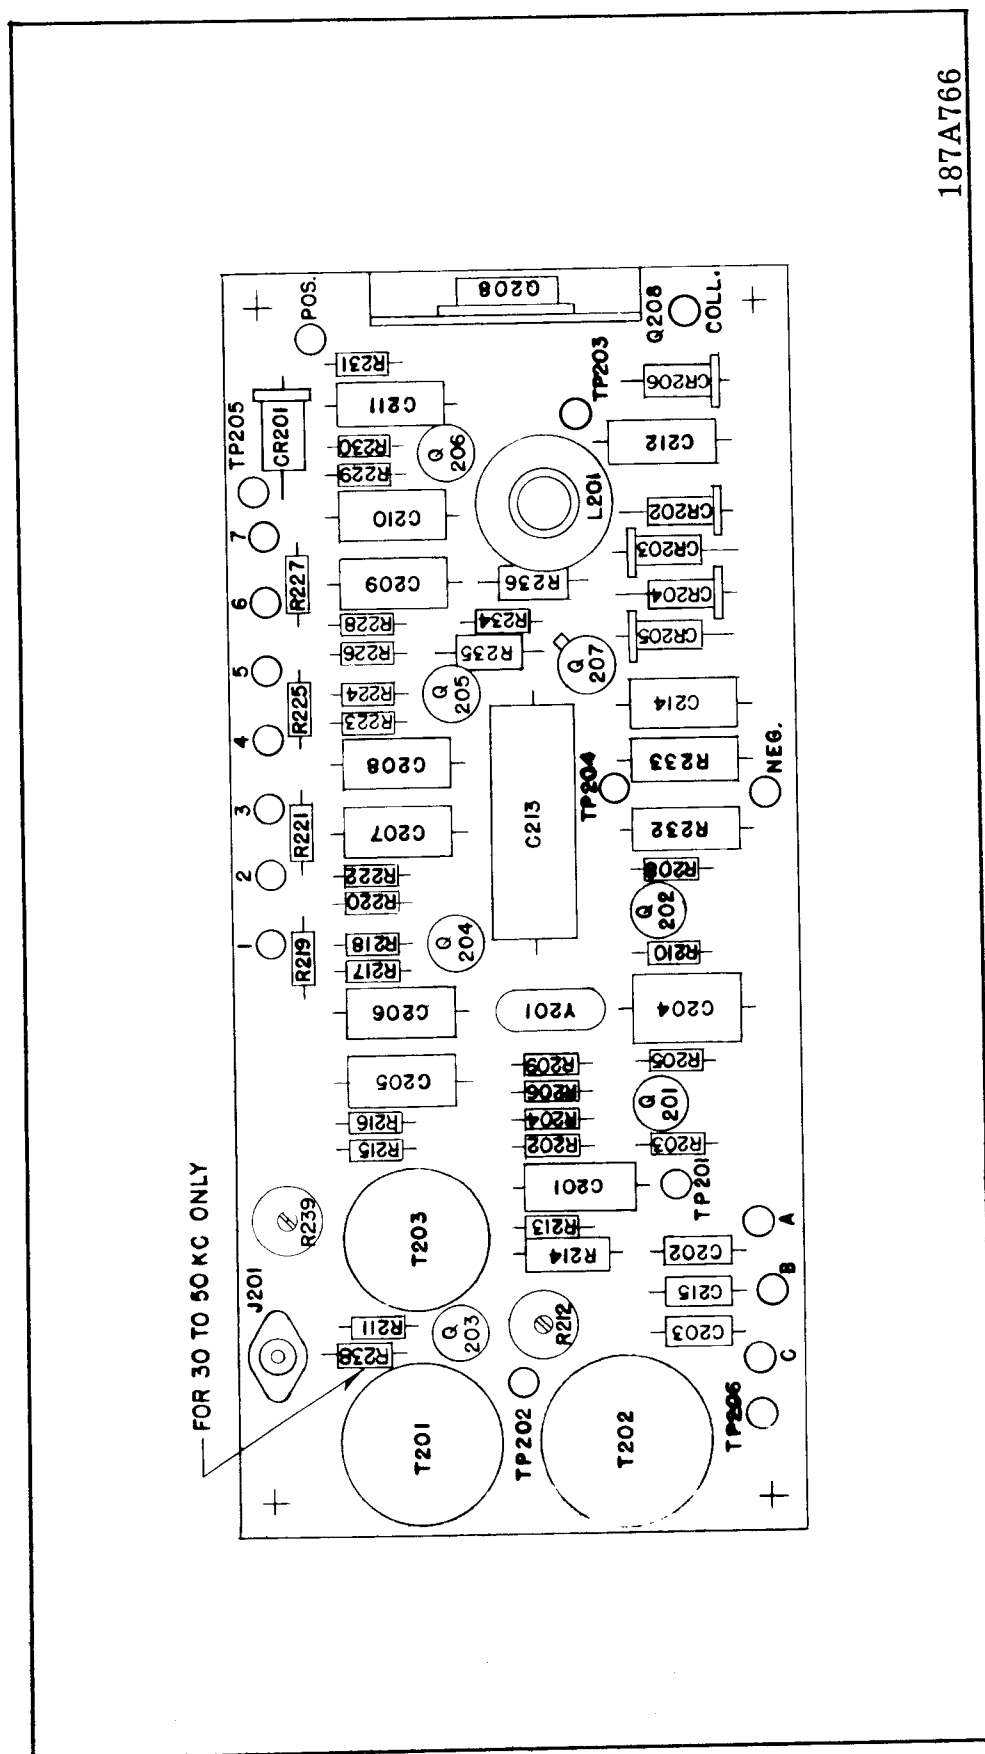 FOR 30 TO 50 KC ONLY
J201
R239
1
2
3
4
5
6
7
TP205
POS.
R219
R221
R225
R227
CR201
R238
R211
R215
R216
C205
C206
R217
R218
R220
R222
C207
C208
R223
R224
R226
R228
C209
C210
R229
R230
C211
R231
T201
Q
203
T203
Q
204
Q
205
Q
206
TP202
R212
R214
R213
C201
R202
R204
R206
R209
Y201
C213
R235
R234
R236
L201
TP203
Q208
T202
Q
207
TP204
C203
C215
C202
TP201
R203
Q
201
R205
C204
R210
Q
202
R208
R232
R233
C214
CR205
CR204
CR203
CR202
C212
CR206
Q208
COLL.
TP206
C
B
A
NEG.
187A766